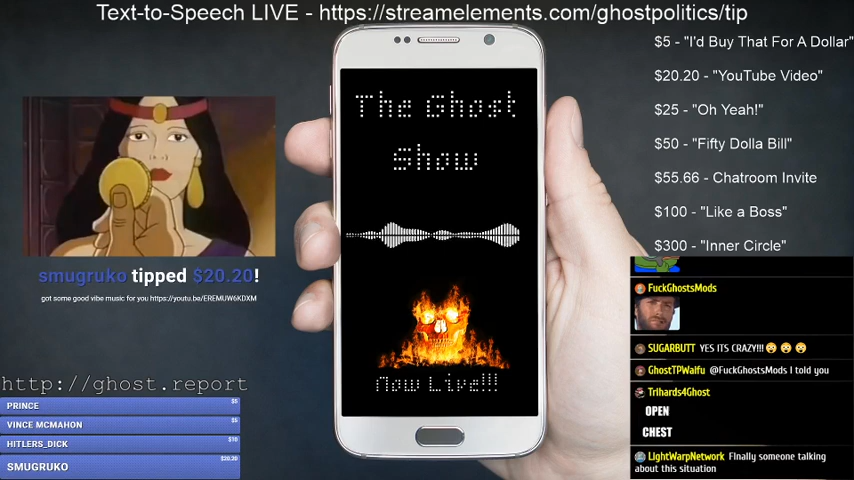 Text-to-Speech LIVE - https://streamelements.com/ghostpolitics/tip
The Ghost
Show
Now Live!!!
smugruko tipped $20.20!
got some good vibe music for you https://youtu.be/EREMUW6KDXM
http://ghost.report
PRINCE $5
VINCE MCMAHON $5
HITLERS_DICK $10
SMUGRUKO $20.20
$5 - "I'd Buy That For A Dollar"
$20.20 - "YouTube Video"
$25 - "Oh Yeah!"
$50 - "Fifty Dolla Bill"
$55.66 - Chatroom Invite
$100 - "Like a Boss"
$300 - "Inner Circle"
FuckGhostsMods
SUGARBUTT YES ITS CRAZY!!!
GhostTPWaifu @FuckGhostsMods I told you
Trihards4Ghost
OPEN
CHEST
LightWarpNetwork FInally someone talking
about this situation